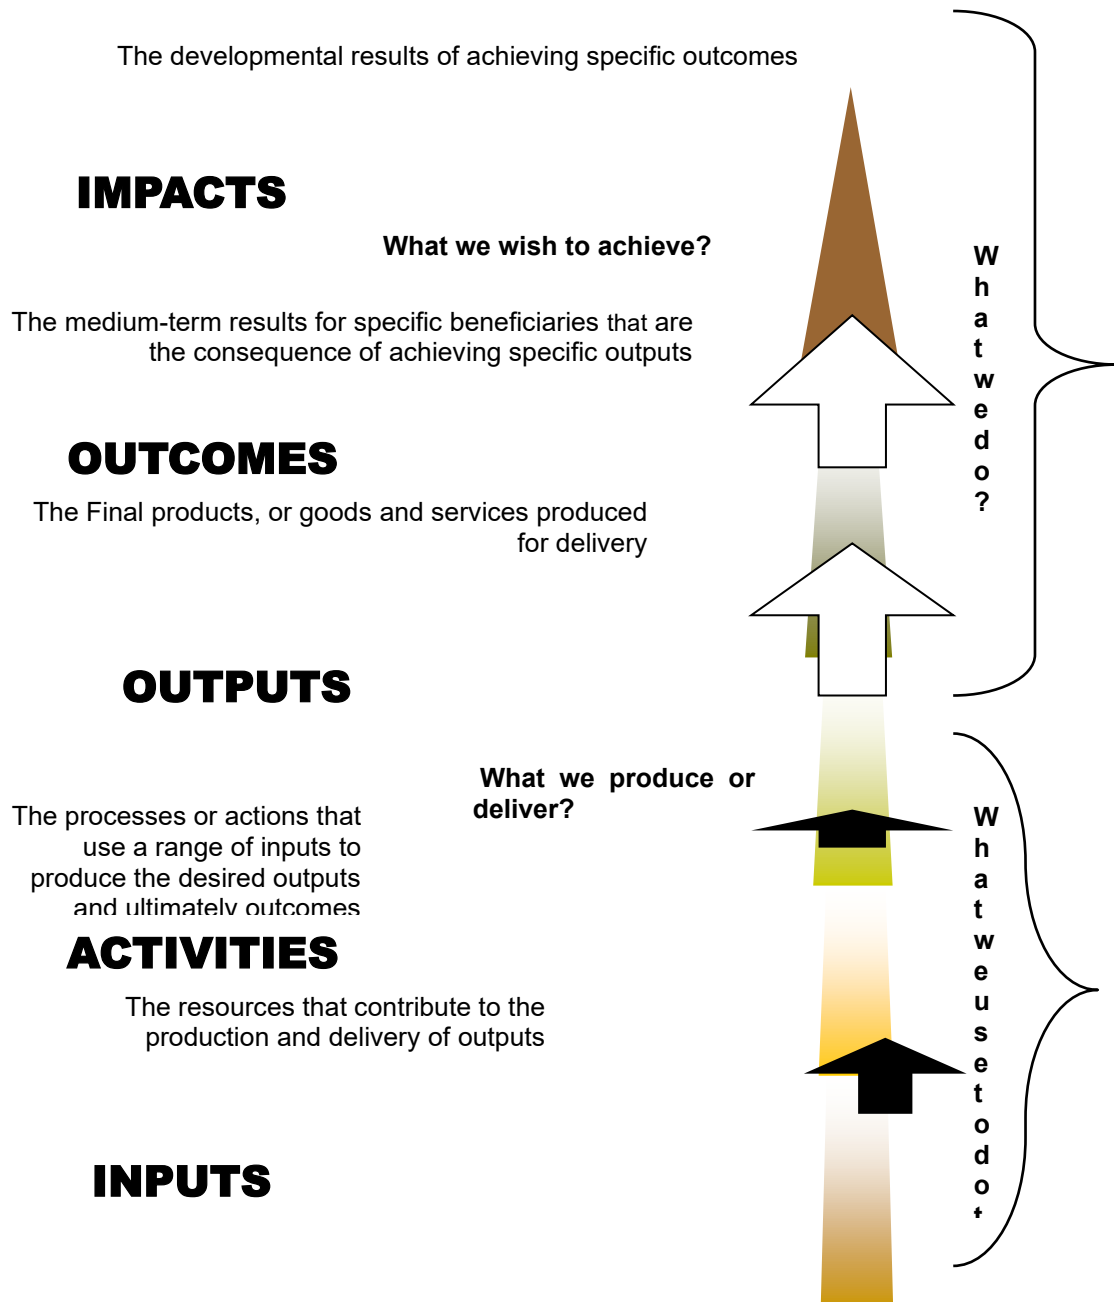 The developmental results of achieving specific outcomes
IMPACTS
What we wish to achieve?
The medium-term results for specific beneficiaries that are
the consequence of achieving specific outputs
OUTCOMES
The Final products, or goods and services produced
for delivery
OUTPUTS
What we produce or
deliver?
The processes or actions that
use a range of inputs to
produce the desired outputs
and ultimately outcomes
ACTIVITIES
The resources that contribute to the
production and delivery of outputs
INPUTS
W
h
a
t
w
e
d
o
?
W
h
a
t
w
e
u
s
e
t
o
d
o
t